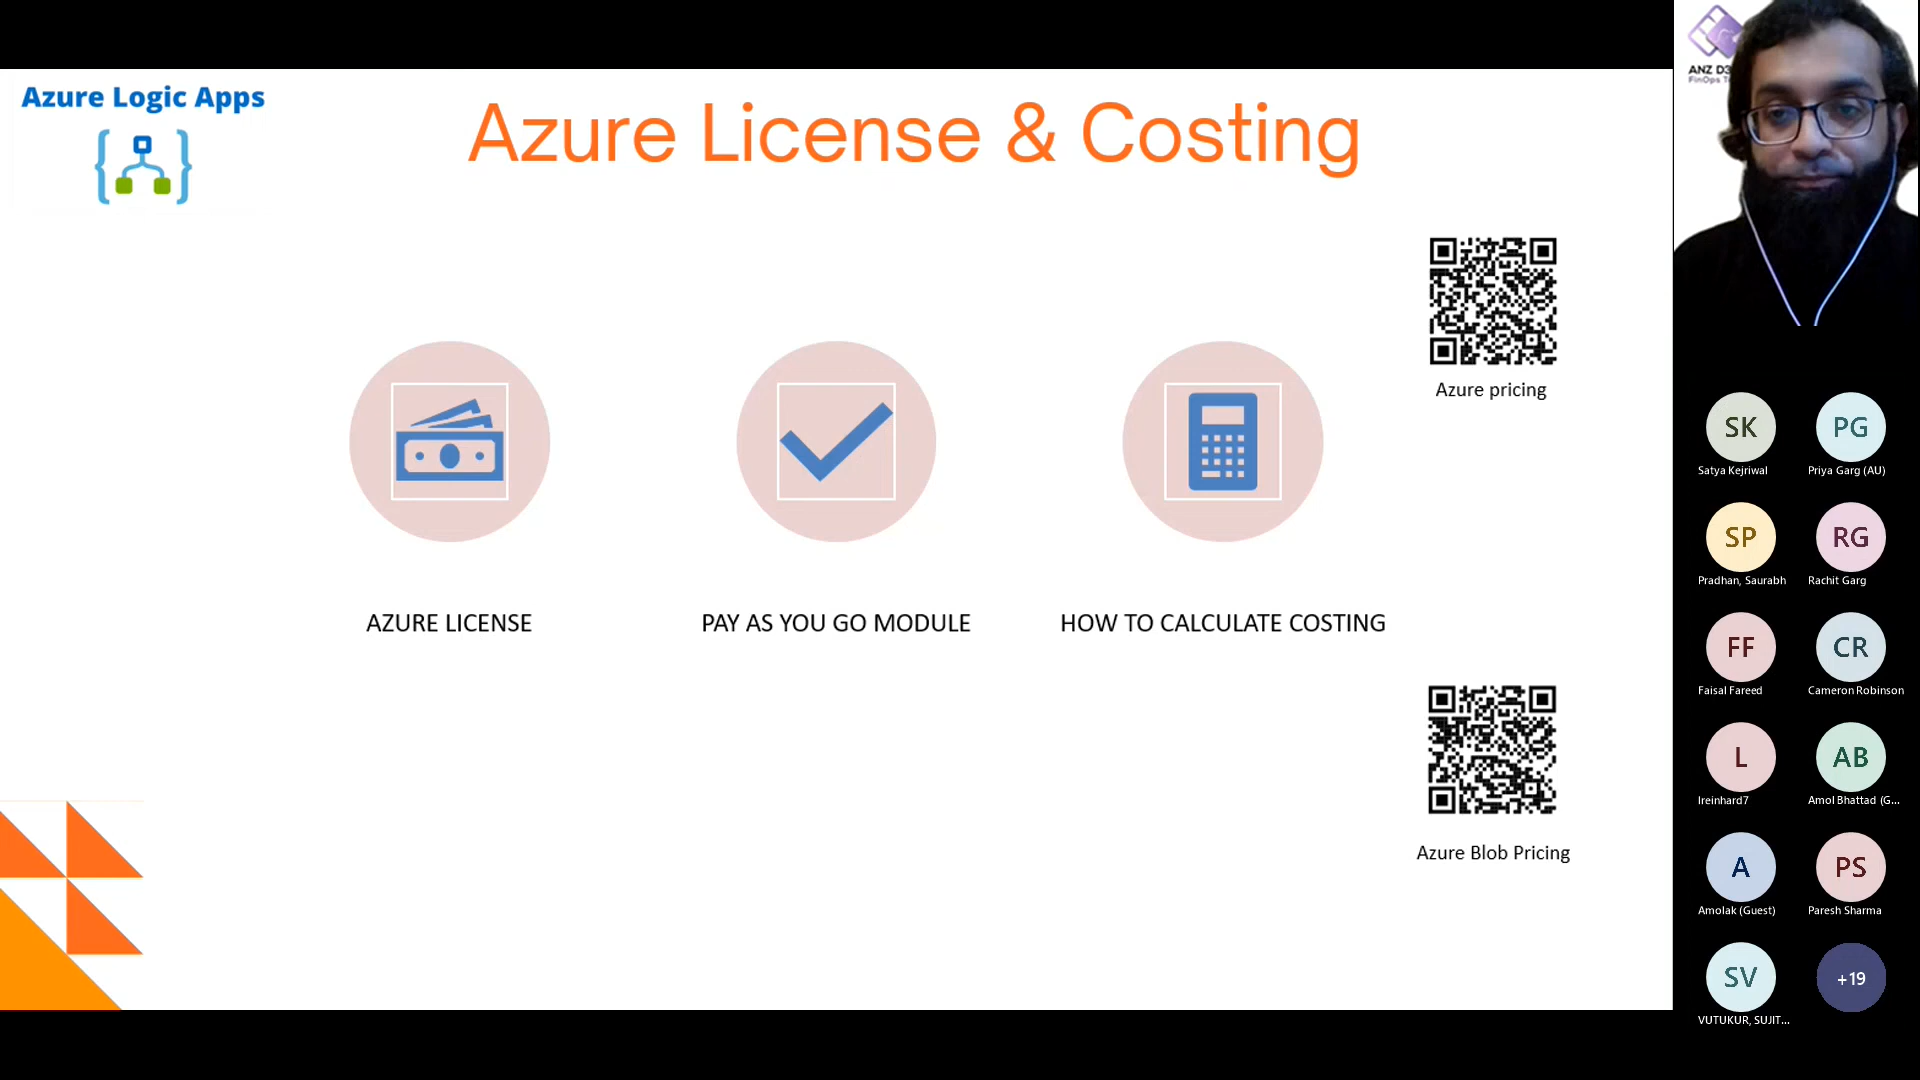 Azure Logic Apps
Azure License & Costing
Azure pricing
AZURE LICENSE
PAY AS YOU GO MODULE
HOW TO CALCULATE COSTING
Azure Blob Pricing
ANZ
FinOps
SK
Satya Kejriwal
PG
Priya Garg (AU)
SP
Pradhan, Saurabh
RG
Rachit Garg
FF
Faisal Fareed
CR
Cameron Robinson
L
lreinhard7
AB
Amol Bhattad (G...
A
Amolak (Guest)
PS
Paresh Sharma
SV
VUTUKUR, SUJIT...
+19